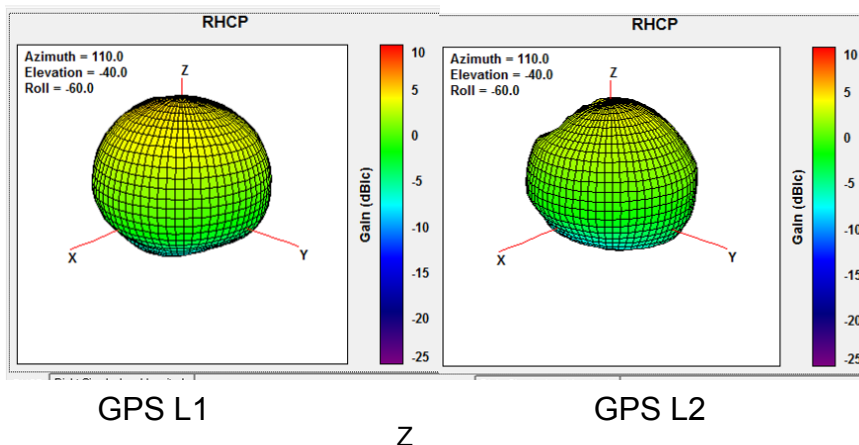 RHCP
Azimuth = 110.0
Elevation = -40.0
Roll = -60.0
Z
X
Y
10
5
0
-5
-10
-15
-20
-25
Gain (dBic)
RHCP
Azimuth = 110.0
Elevation = -40.0
Roll = -60.0
Z
X
Y
10
5
0
-5
-10
-15
-20
-25
Gain (dBic)
GPS L1
GPS L2
Z